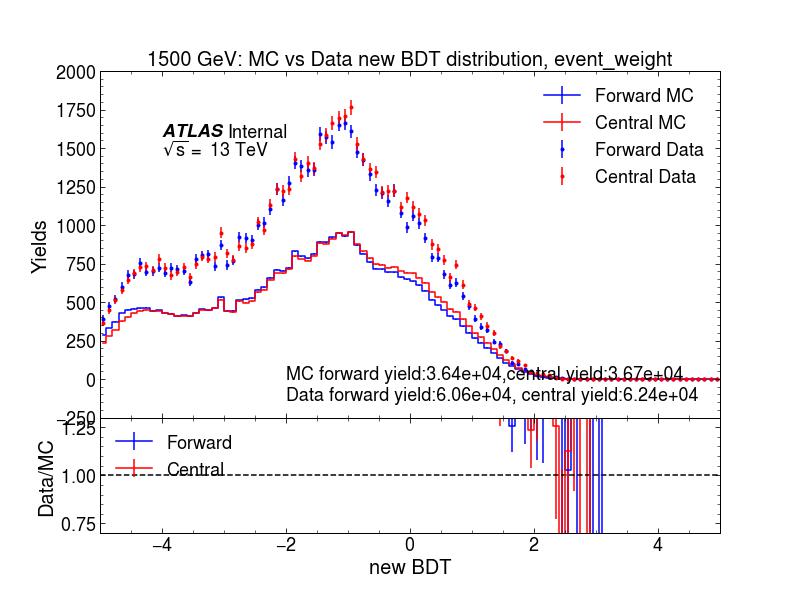 1500 GeV: MC vs Data new BDT distribution, event_weight
2000
1750
1500
1250
1000
750
500
250
0
−250
Yields
ATLAS Internal
√s = 13 TeV
Forward MC
Central MC
Forward Data
Central Data
MC forward yield:3.64e+04,central yield:3.67e+04
Data forward yield:6.06e+04, central yield:6.24e+04
1.25
1.00
0.75
Data/MC
Forward
Central
−4
−2
0
2
4
new BDT